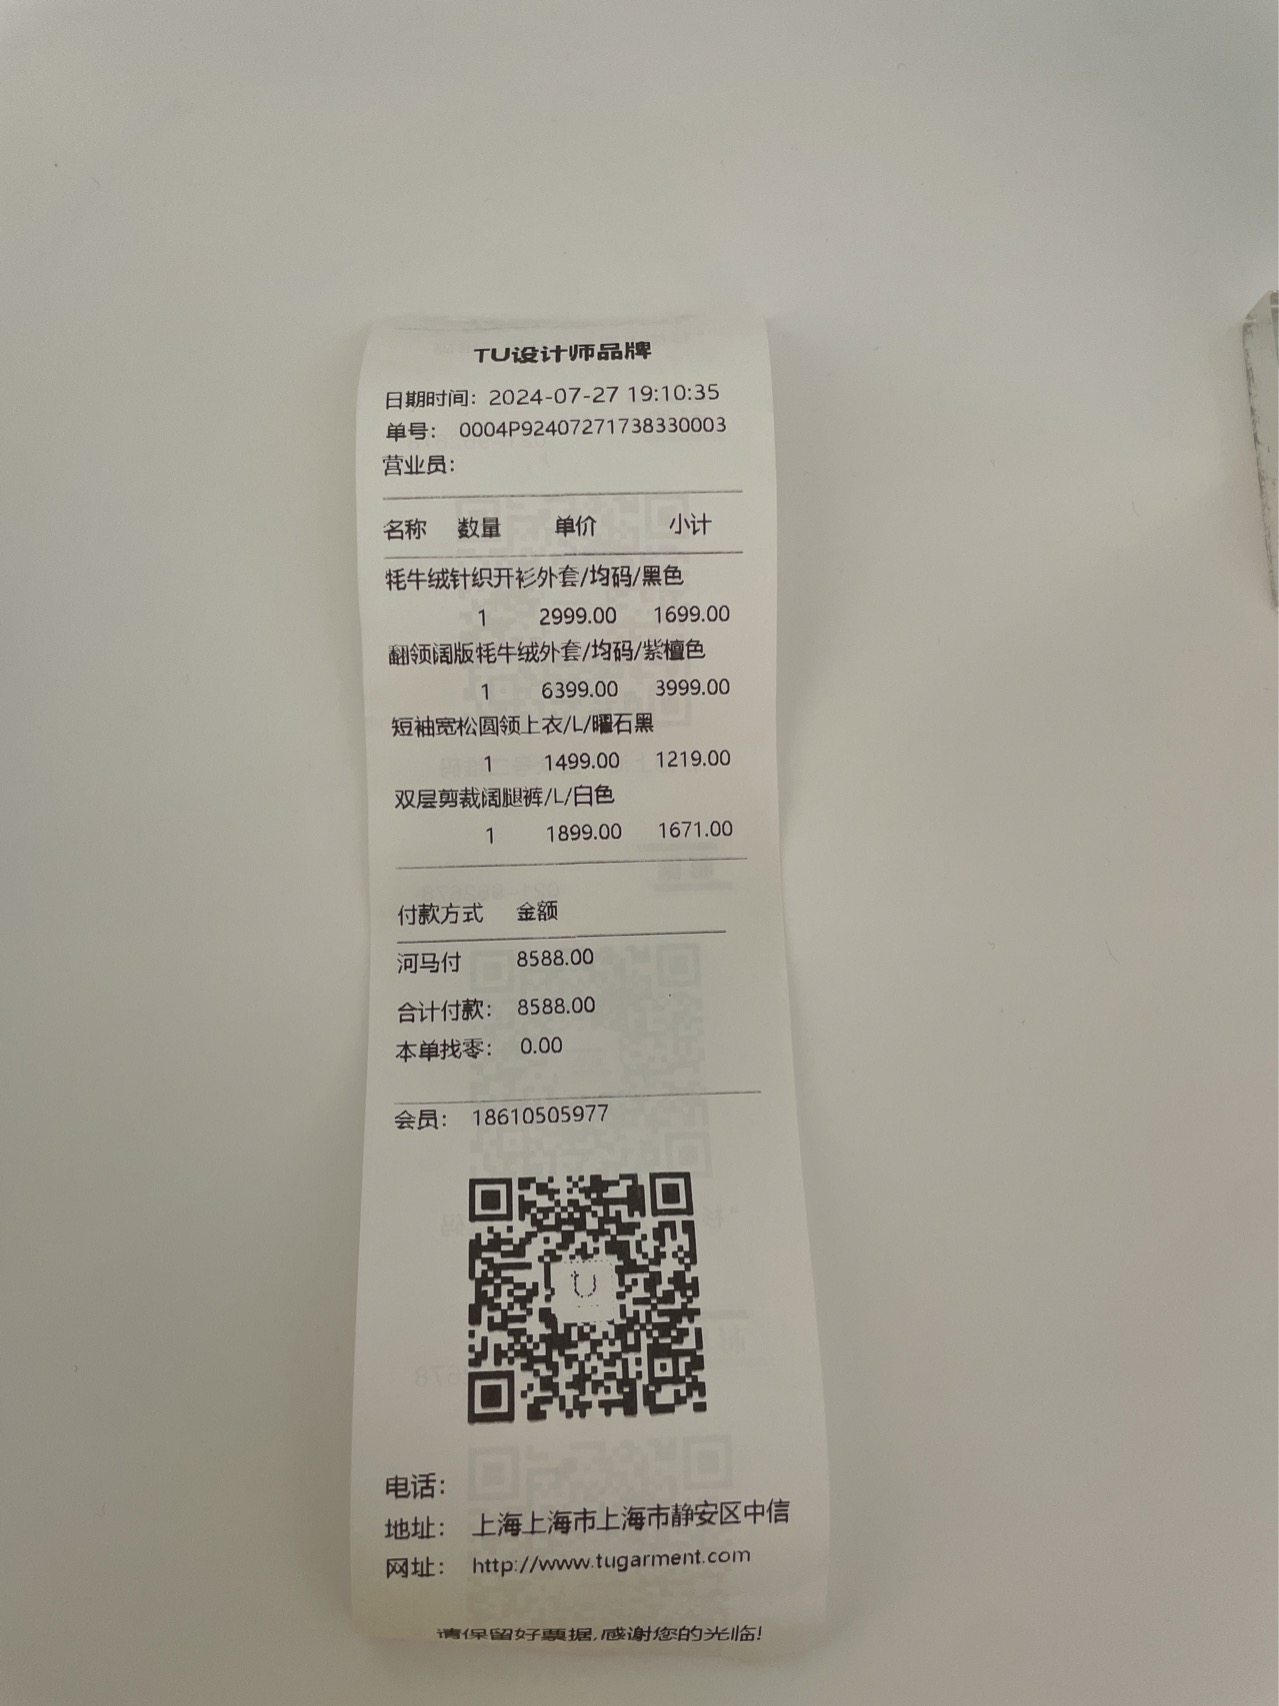 TU设计师品牌
日期时间：2024-07-27 19:10:35
单号： 0004P92407271738330003
营业员：
名称 数量 单价 小计
牦牛绒针织开衫外套/均码/黑色
1 2999.00 1699.00
翻领阔版牦牛绒外套/均码/紫檀色
1 6399.00 3999.00
短袖宽松圆领上衣/L/曜石黑
1 1499.00 1219.00
双层剪裁阔腿裤/L/白色
1 1899.00 1671.00
付款方式 金额
河马付 8588.00
合计付款： 8588.00
本单找零： 0.00
会员： 18610505977
U
电话：
地址： 上海上海市上海市静安区中信
网址： http://www.tugarment.com
请保留好票据,感谢您的光临!